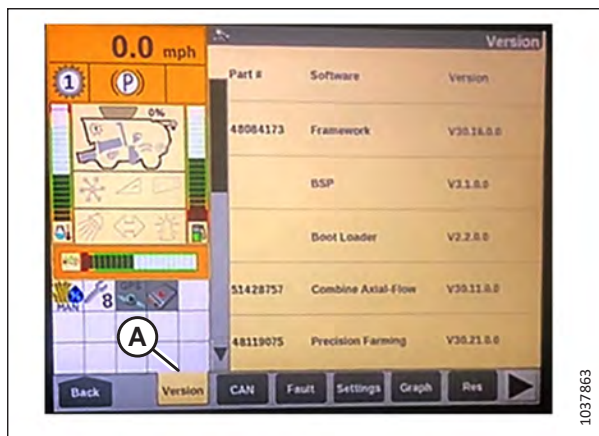 0.0 mph
Version
1
P
Part # Software Version
0%
48084173 Framework V30.16.0.0
BSP V3.1.0.0
Boot Loader V2.2.0.0
51428757 Combine Axial-Flow V30.11.0.0
8
GPS
MAN
A
48119075 Precision Farming V30.21.0.0
Back Version CAN Fault Settings Graph Res
1037863